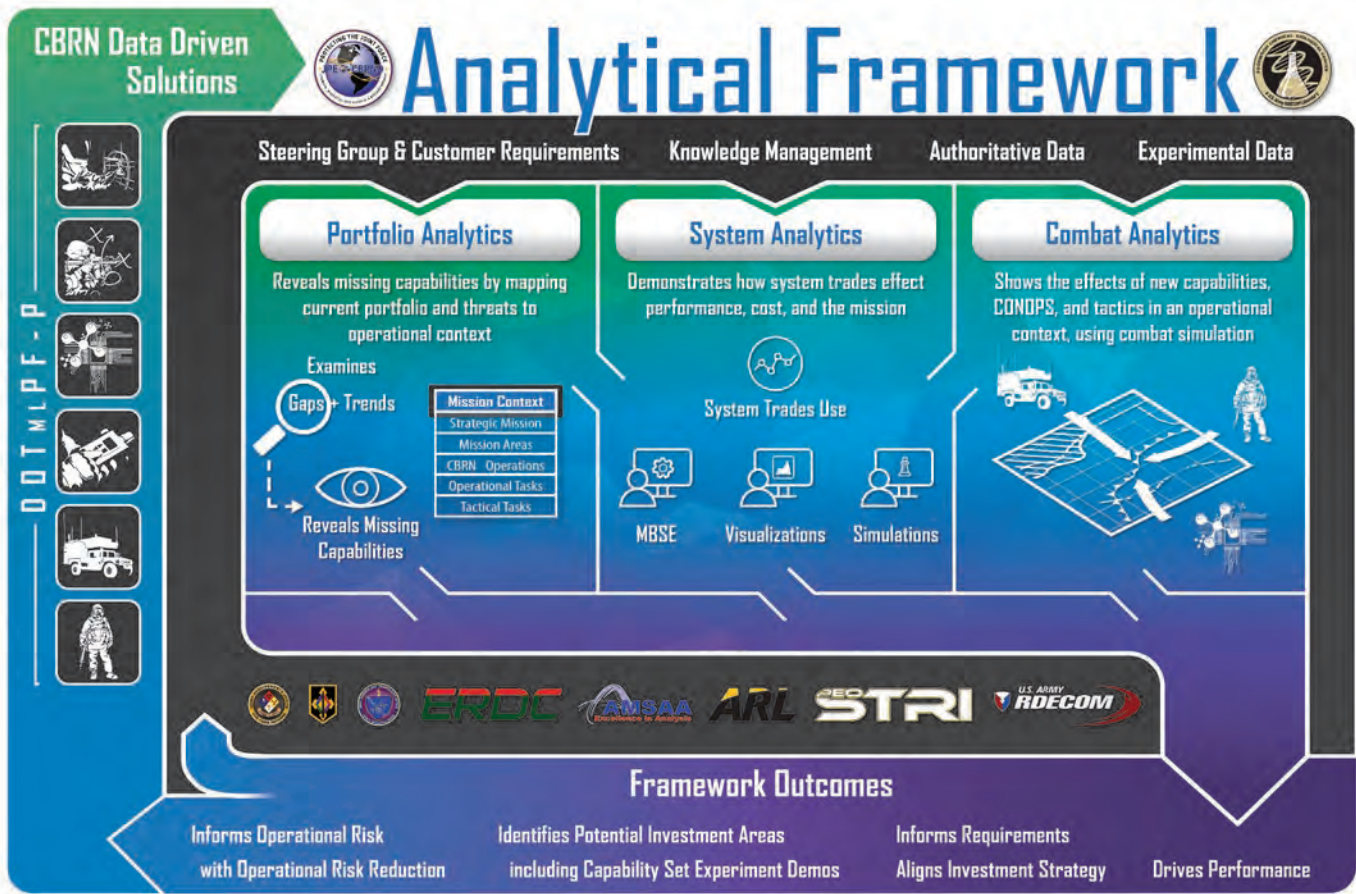 CBRN Data Driven
Solutions
PROTECTING THE JOINT FORCE
Analytical Framework
DOTmLPF-P
Steering Group & Customer Requirements
Knowledge Management
Authoritative Data
Experimental Data
Portfolio Analytics
Reveals missing capabilities by mapping
current portfolio and threats to
operational context
Examines
Gaps + Trends
Reveals Missing
Capabilities
Mission Context
Strategic Mission
Mission Areas
CBRN Operations
Operational Tasks
Tactical Tasks
System Analytics
Demonstrates how system trades effect
performance, cost, and the mission
System Trades Use
MBSE
Visualizations
Simulations
Combat Analytics
Shows the effects of new capabilities,
CONOPS, and tactics in an operational
context, using combat simulation
ERDC
AMSAA
Excellence in Analysis
ARL
PEO
STRI
U.S. ARMY
RDECOM
Framework Outcomes
Informs Operational Risk
with Operational Risk Reduction
Identifies Potential Investment Areas
including Capability Set Experiment Demos
Informs Requirements
Aligns Investment Strategy
Drives Performance